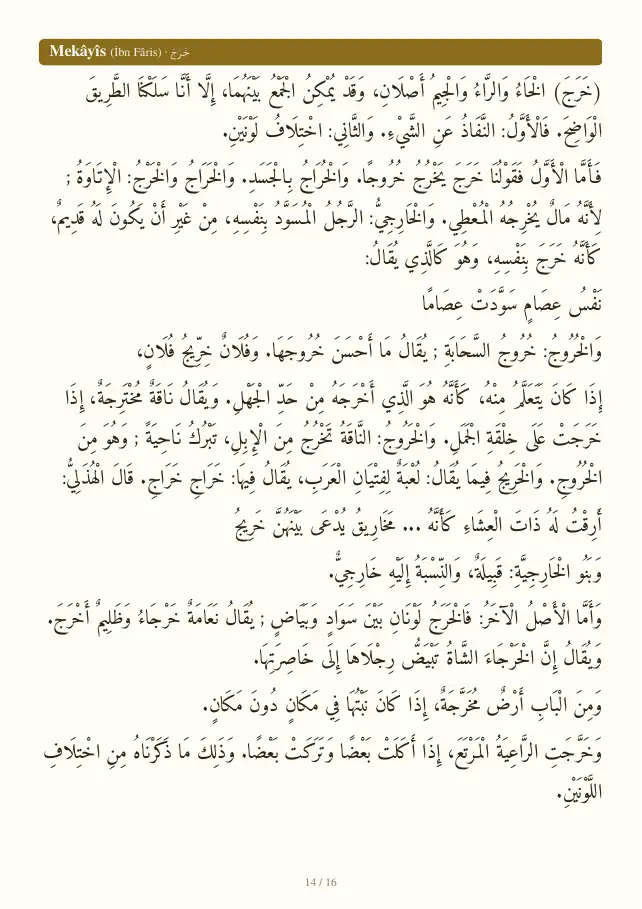 Mekâyîs (İbn Fâris) · خَرَجَ
(خَرَجَ) الْخَاءُ وَالرَّاءُ وَالْجِيمُ أَصْلَانِ، وَقَدْ يُمْكِنُ الْجَمْعُ بَيْنَهُمَا، إِلَّا أَنَّا سَلَكْنَا الطَّرِيقَ
الْوَاضِحَ. فَالْأَوَّلُ: النَّفَاذُ عَنِ الشَّيْءِ. وَالثَّانِي: اخْتِلَافُ لَوْنَيْنِ.
فَأَمَّا الْأَوَّلُ فَقَوْلُنَا خَرَجَ يَخْرُجُ خُرُوجًا. وَالْخُرَاجُ بِالْجَسَدِ. وَالْخَرَاجُ وَالْخَرْجُ: الْإِتَاوَةُ ;
لِأَنَّهُ مَالٌ يُخْرِجُهُ الْمُعْطِي. وَالْخَارِجِيُّ: الرَّجُلُ الْمُسَوَّدُ بِنَفْسِهِ، مِنْ غَيْرِ أَنْ يَكُونَ لَهُ قَدِيمٌ،
كَأَنَّهُ خَرَجَ بِنَفْسِهِ، وَهُوَ كَالَّذِي يُقَالُ:
نَفْسُ عِصَامٍ سَوَّدَتْ عِصَامًا
وَالْخُرُوجُ: خُرُوجُ السَّحَابَةِ ; يُقَالُ مَا أَحْسَنَ خُرُوجَهَا. وَفُلَانٌ خِرِّيجُ فُلَانٍ،
إِذَا كَانَ يَتَعَلَّمُ مِنْهُ، كَأَنَّهُ هُوَ الَّذِي أَخْرَجَهُ مِنْ حَدِّ الْجَهْلِ. وَيُقَالُ نَاقَةٌ مُخْتَرِجَةٌ، إِذَا
خَرَجَتْ عَلَى خِلْقَةِ الْجَمَلِ. وَالْخَرُوجُ: النَّاقَةُ تَخْرُجُ مِنَ الْإِبِلِ، تَبْرُكُ نَاحِيَةً ; وَهُوَ مِنَ
الْخُرُوجِ. وَالْخَرِيجُ فِيمَا يُقَالُ: لُعْبَةٌ لِفِتْيَانِ الْعَرَبِ، يُقَالُ فِيهَا: خَرَاجِ خَرَاجِ. قَالَ الْهُذَلِيُّ:
أَرِقْتُ لَهُ ذَاتَ الْعِشَاءِ كَأَنَّهُ ... مَخَارِيقُ يُدْعَى بَيْنَهُنَّ خَرِيجُ
وَبَنُو الْخَارِجِيَّةِ: قَبِيلَةٌ، وَالنِّسْبَةُ إِلَيْهِ خَارِجِيٌّ.
وَأَمَّا الْأَصْلُ الْآخَرُ: فَالْخَرَجُ لَوْنَانِ بَيْنَ سَوَادٍ وَبَيَاضٍ ; يُقَالُ نَعَامَةٌ خَرْجَاءُ وَظَلِيمٌ أَخْرَجَ.
وَيُقَالُ إِنَّ الْخَرْجَاءَ الشَّاةُ تَبْيَضُّ رِجْلَاهَا إِلَى خَاصِرَتِهَا.
وَمِنَ الْبَابِ أَرْضٌ مُخَرَّجَةٌ، إِذَا كَانَ نَبْتُهَا فِي مَكَانٍ دُونَ مَكَانٍ.
وَخَرَّجَتِ الرَّاعِيَةُ الْمَرْتَعَ، إِذَا أَكَلَتْ بَعْضًا وَتَرَكَتْ بَعْضًا. وَذَلِكَ مَا ذَكَرْنَاهُ مِنِ اخْتِلَافِ
اللَّوْنَيْنِ.
14 / 16